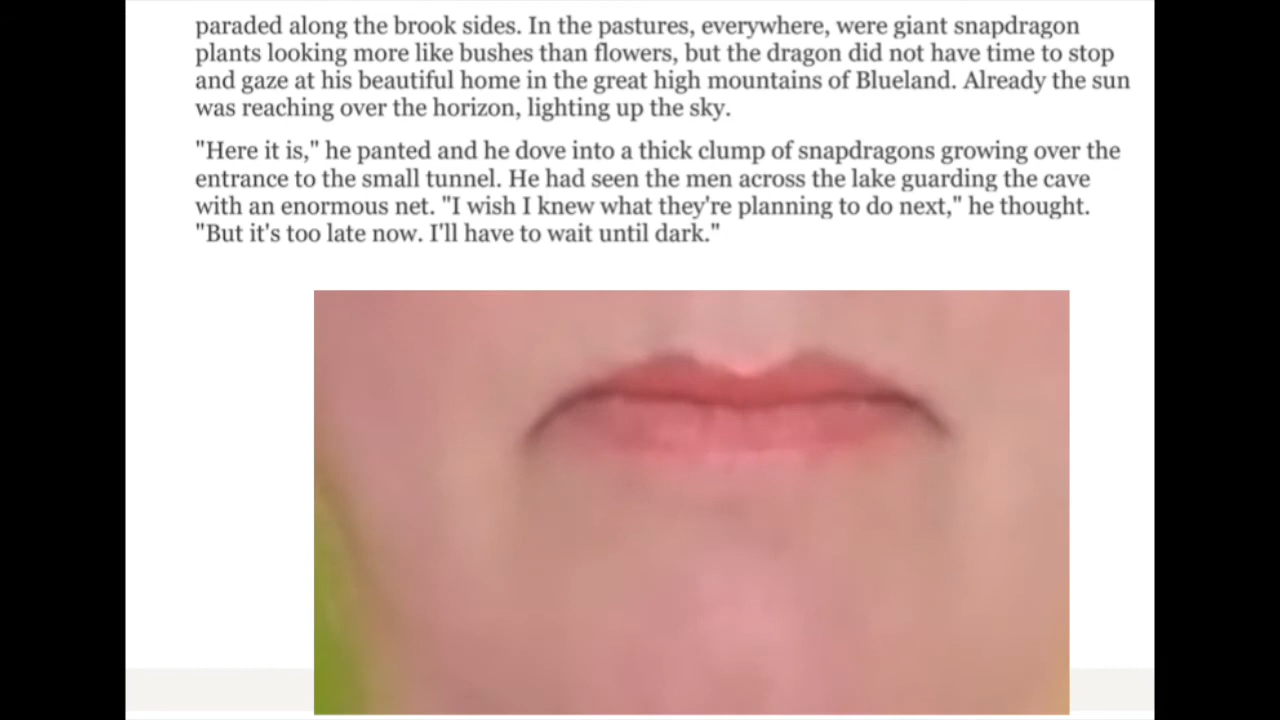 paraded along the brook sides. In the pastures, everywhere, were giant snapdragon
plants looking more like bushes than flowers, but the dragon did not have time to stop
and gaze at his beautiful home in the great high mountains of Blueland. Already the sun
was reaching over the horizon, lighting up the sky.
"Here it is," he panted and he dove into a thick clump of snapdragons growing over the
entrance to the small tunnel. He had seen the men across the lake guarding the cave
with an enormous net. "I wish I knew what they're planning to do next," he thought.
"But it's too late now. I'll have to wait until dark."